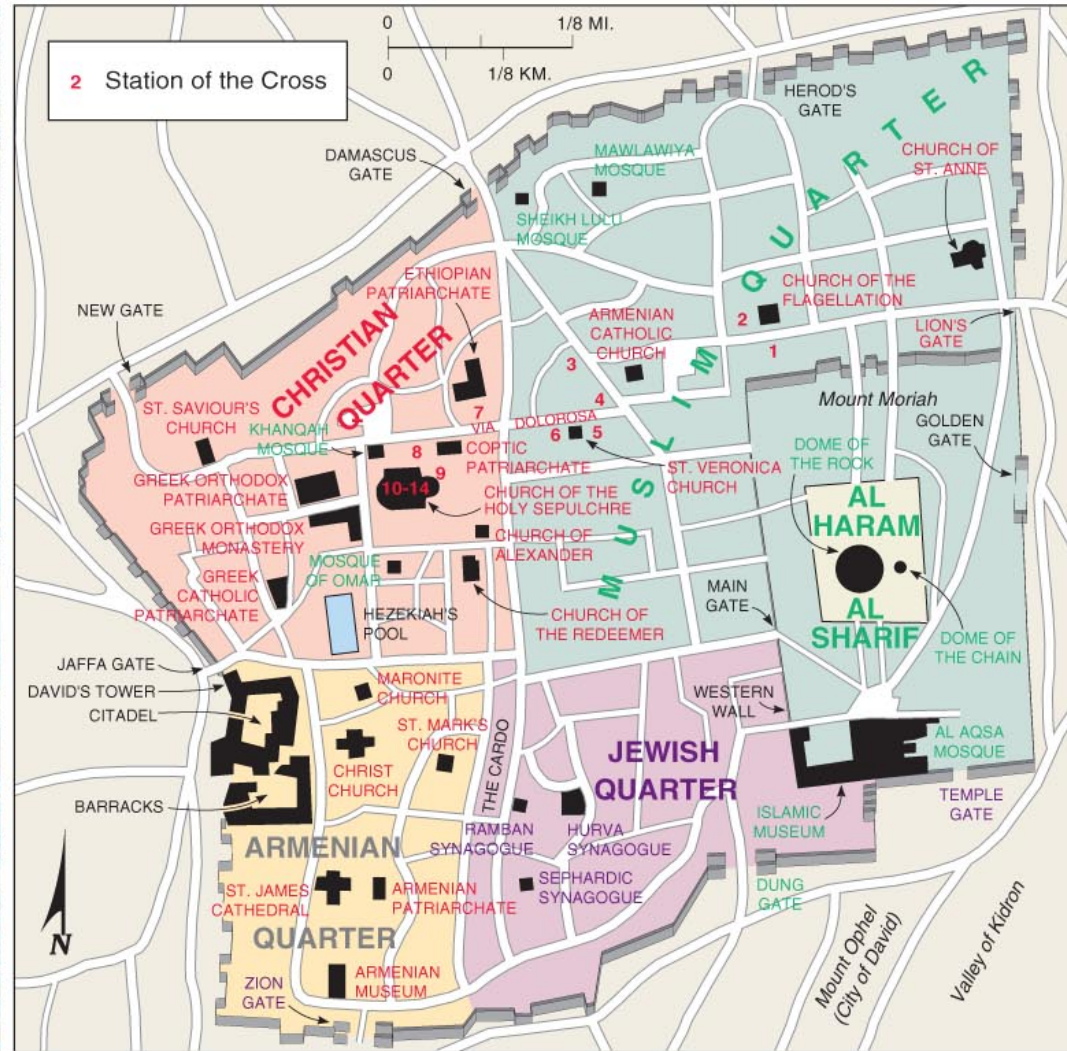 0 1/8 MI.
0 1/8 KM.
2 Station of the Cross
HEROD'S
GATE
DAMASCUS
GATE
MAWLAWIYA
MOSQUE
CHURCH OF
ST. ANNE
SHEIKH LULU
MOSQUE
MUSLIM QUARTER
ETHIOPIAN
PATRIARCHATE
CHURCH OF THE
FLAGELLATION
2
1
NEW GATE
CHRISTIAN
QUARTER
ARMENIAN
CATHOLIC
CHURCH
LION'S
GATE
3
4
Mount Moriah
ST. SAVIOUR'S
CHURCH
7
VIA DOLOROSA
6
5
GOLDEN
GATE
KHANQAH
MOSQUE
8
COPTIC
PATRIARCHATE
DOME OF
THE ROCK
ST. VERONICA
CHURCH
9
10-14
GREEK ORTHODOX
PATRIARCHATE
CHURCH OF THE
HOLY SEPULCHRE
AL
HARAM
GREEK ORTHODOX
MONASTERY
CHURCH OF
ALEXANDER
MOSQUE
OF OMAR
GREEK
CATHOLIC
PATRIARCHATE
MAIN
GATE
HEZEKIAH'S
POOL
CHURCH OF
THE REDEEMER
AL
SHARIF
DOME OF
THE CHAIN
JAFFA GATE
DAVID'S TOWER
CITADEL
MARONITE
CHURCH
WESTERN
WALL
ST. MARK'S
CHURCH
THE CARDO
JEWISH
QUARTER
AL AQSA
MOSQUE
CHRIST
CHURCH
BARRACKS
TEMPLE
GATE
ISLAMIC
MUSEUM
RAMBAN
SYNAGOGUE
HURVA
SYNAGOGUE
ARMENIAN
QUARTER
ST. JAMES
CATHEDRAL
ARMENIAN
PATRIARCHATE
SEPHARDIC
SYNAGOGUE
DUNG
GATE
N
ARMENIAN
MUSEUM
ZION
GATE
Mount Ophel
(City of David)
Valley of Kidron